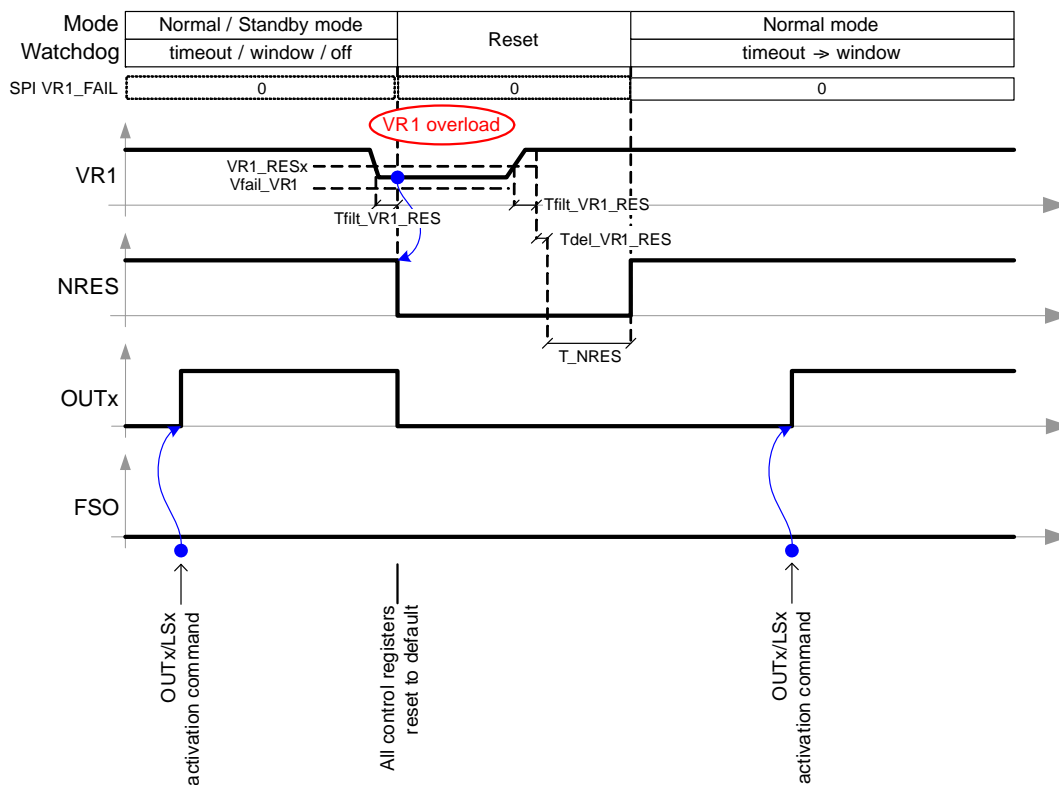 Mode
Normal / Standby mode
Reset
Normal mode
Watchdog
timeout / window / off
timeout -> window
SPI VR1_FAIL
0
0
0
VR1 overload
VR1
VR1_RESx
Vfail_VR1
Tfilt_VR1_RES
Tfilt_VR1_RES
Tdel_VR1_RES
NRES
T_NRES
OUTx
FSO
OUTx/LSx
activation command
All control registers
reset to default
OUTx/LSx
activation command